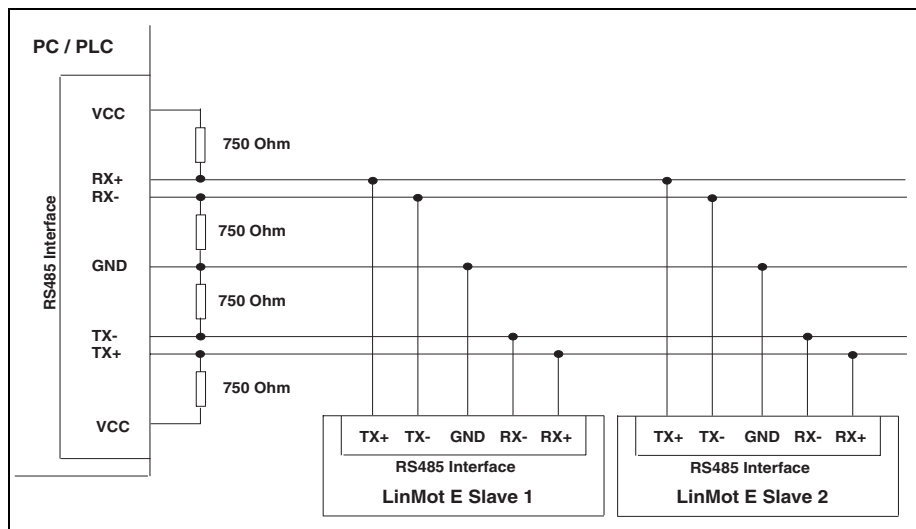 PC / PLC
VCC
750 Ohm
RX+
RX-
750 Ohm
RS485 Interface
GND
750 Ohm
TX-
TX+
750 Ohm
VCC
TX+ TX- GND RX- RX+
RS485 Interface
LinMot E Slave 1
TX+ TX- GND RX- RX+
RS485 Interface
LinMot E Slave 2